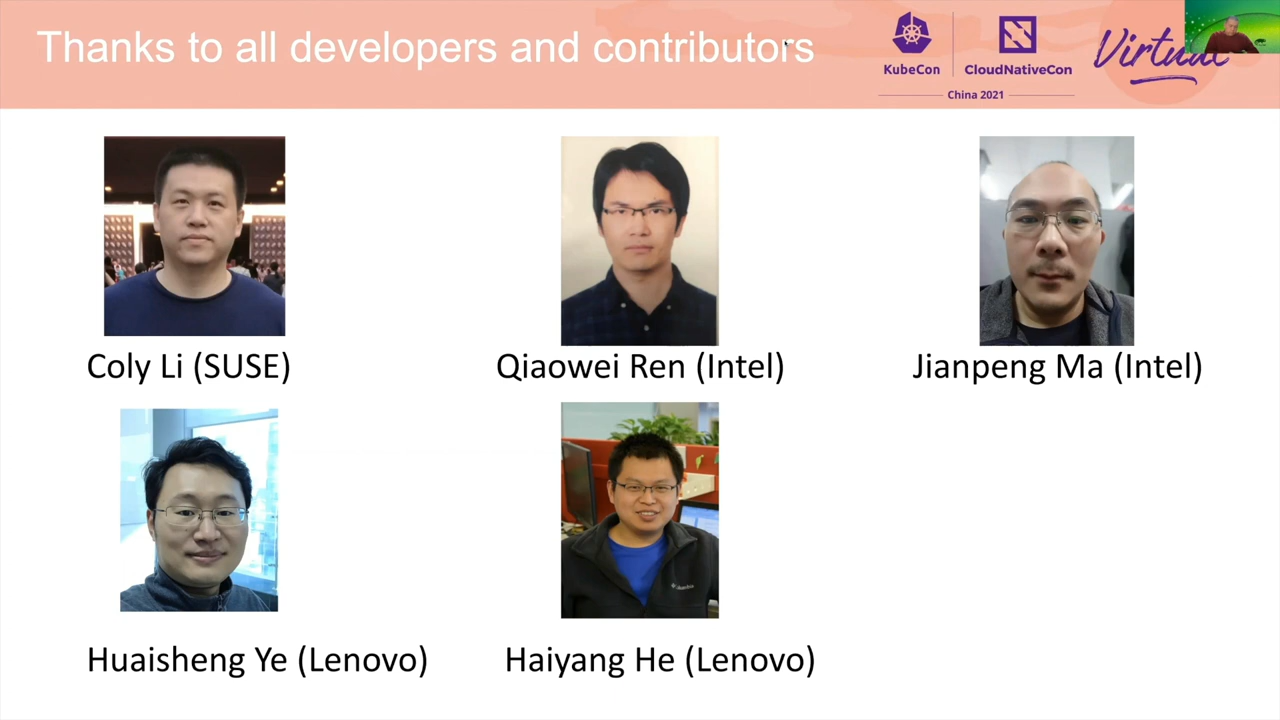 Thanks to all developers and contributors
KubeCon
CloudNativeCon
China 2021
Virtual
Coly Li (SUSE)
Qiaowei Ren (Intel)
Jianpeng Ma (Intel)
Huaisheng Ye (Lenovo)
Haiyang He (Lenovo)
Columbia